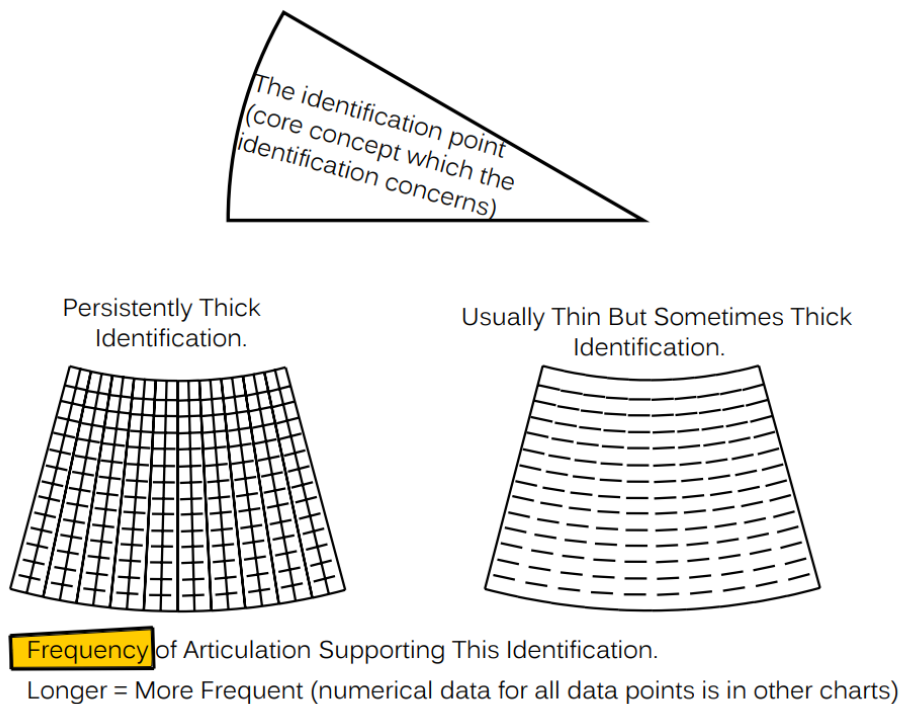 The identification point
(core concept which the
identification concerns)
Persistently Thick
Identification.
Usually Thin But Sometimes Thick
Identification.
Frequency of Articulation Supporting This Identification.
Longer = More Frequent (numerical data for all data points is in other charts)